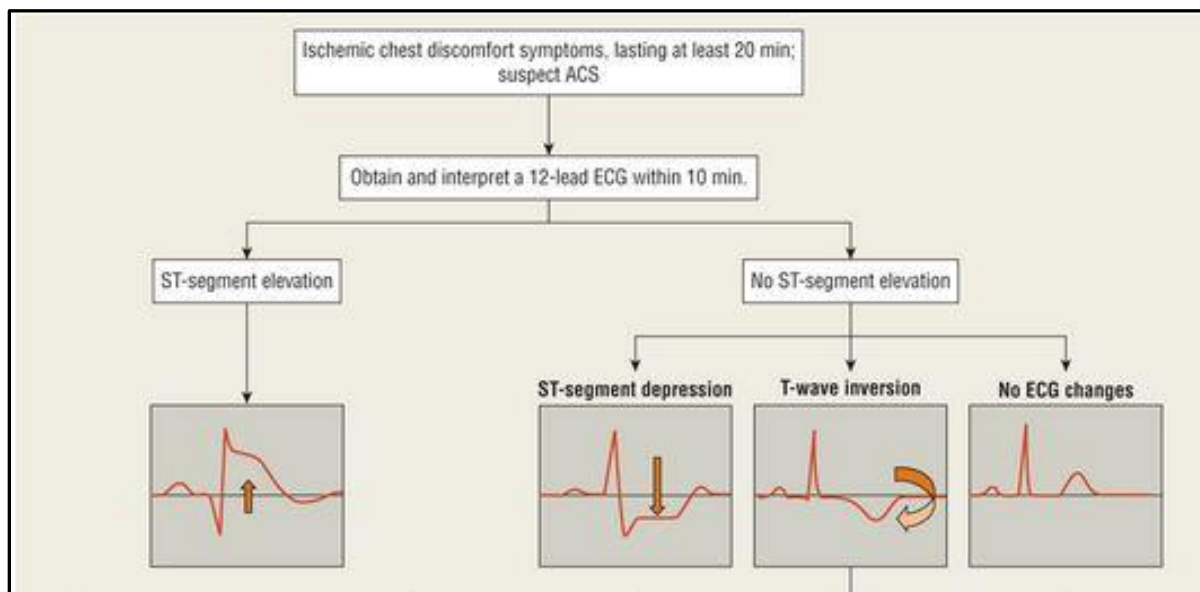 Ischemic chest discomfort symptoms, lasting at least 20 min;
suspect ACS
Obtain and interpret a 12-lead ECG within 10 min.
ST-segment elevation
No ST-segment elevation
ST-segment depression
T-wave inversion
No ECG changes